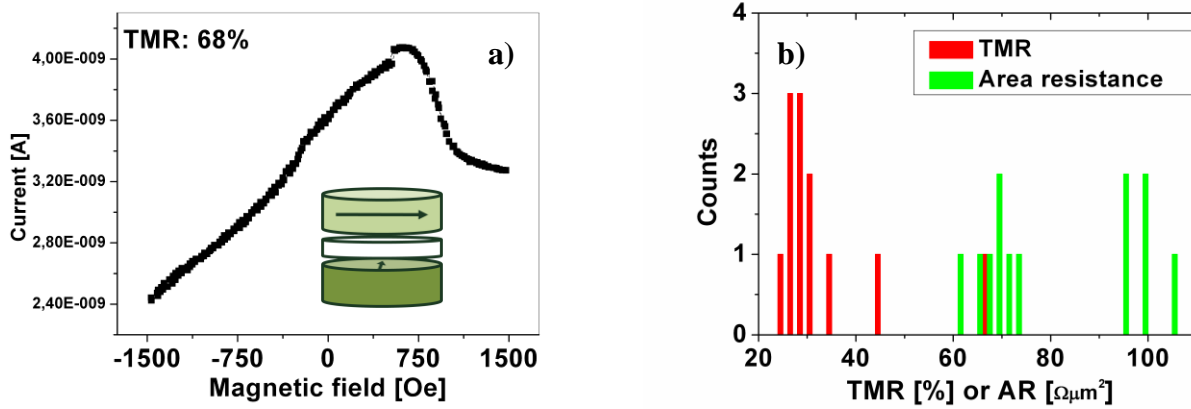 TMR: 68%
a)
4,00E-009
3,60E-009
3,20E-009
2,80E-009
2,40E-009
Current [A]
-1500 -750 0 750 1500
Magnetic field [Oe]
b)
TMR
Area resistance
4
3
2
1
0
Counts
20 40 60 80 100
TMR [%] or AR [Ωμm²]